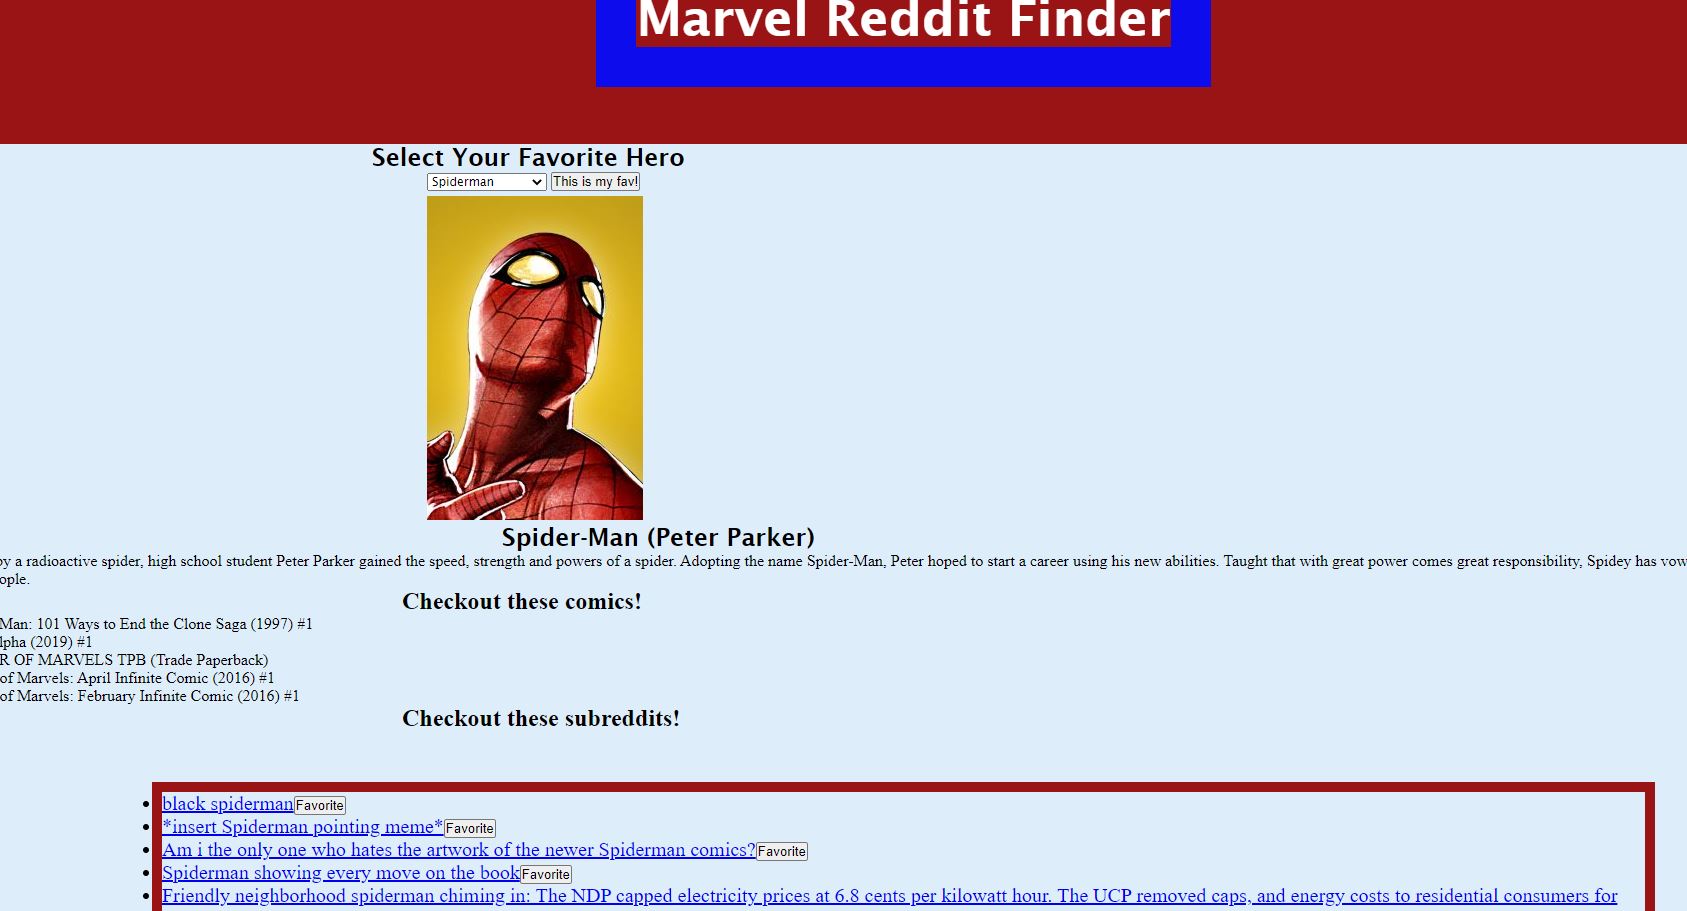 Marvel Reddit Finder
Select Your Favorite Hero
Spiderman This is my fav!
Spider-Man (Peter Parker)
by a radioactive spider, high school student Peter Parker gained the speed, strength and powers of a spider. Adopting the name Spider-Man, Peter hoped to start a career using his new abilities. Taught that with great power comes great responsibility, Spidey has vow
ople.
Checkout these comics!
Man: 101 Ways to End the Clone Saga (1997) #1
lpha (2019) #1
R OF MARVELS TPB (Trade Paperback)
of Marvels: April Infinite Comic (2016) #1
of Marvels: February Infinite Comic (2016) #1
Checkout these subreddits!
• black spiderman Favorite
• *insert Spiderman pointing meme* Favorite
• Am i the only one who hates the artwork of the newer Spiderman comics? Favorite
• Spiderman showing every move on the book Favorite
• Friendly neighborhood spiderman chiming in: The NDP capped electricity prices at 6.8 cents per kilowatt hour. The UCP removed caps, and energy costs to residential consumers for